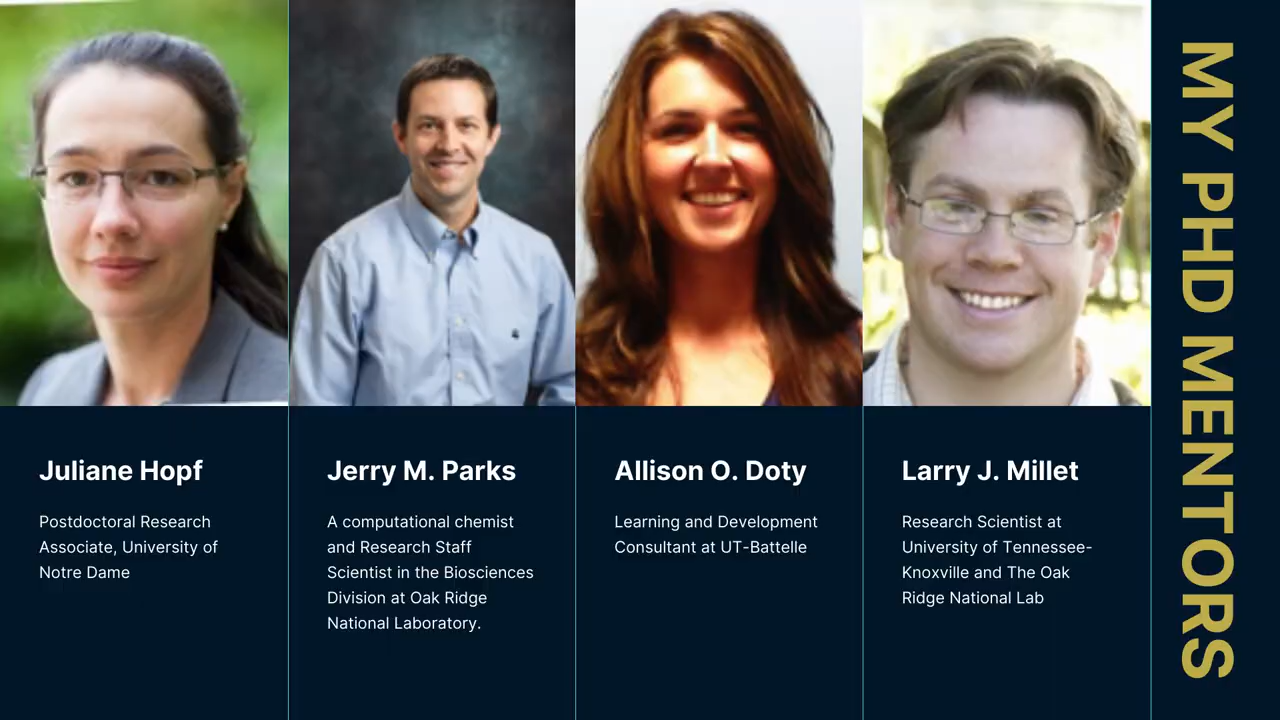 Juliane Hopf
Postdoctoral Research
Associate, University of
Notre Dame
Jerry M. Parks
A computational chemist
and Research Staff
Scientist in the Biosciences
Division at Oak Ridge
National Laboratory.
Allison O. Doty
Learning and Development
Consultant at UT-Battelle
Larry J. Millet
Research Scientist at
University of Tennessee-
Knoxville and The Oak
Ridge National Lab
MY PHD MENTORS